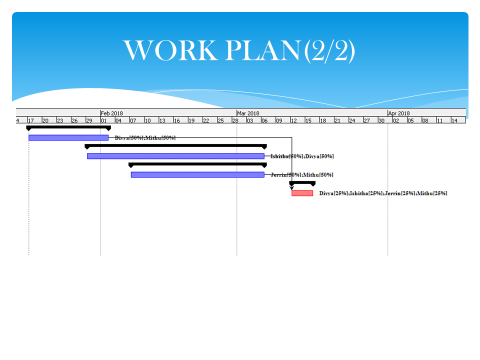 WORK PLAN(2/2)
Feb 2018 Mar 2018 Apr 2018
4 17 20 23 26 29 01 04 07 10 13 16 19 22 25 28 03 06 09 12 15 18 21 24 27 30 02 05 08 11 14
Divya[50%];Mithu[50%]
Ishitha[50%];Divya[50%]
Jerrin[50%];Mithu[50%]
Divya[25%];Ishitha[25%];Jerrin[25%];Mithu[25%]